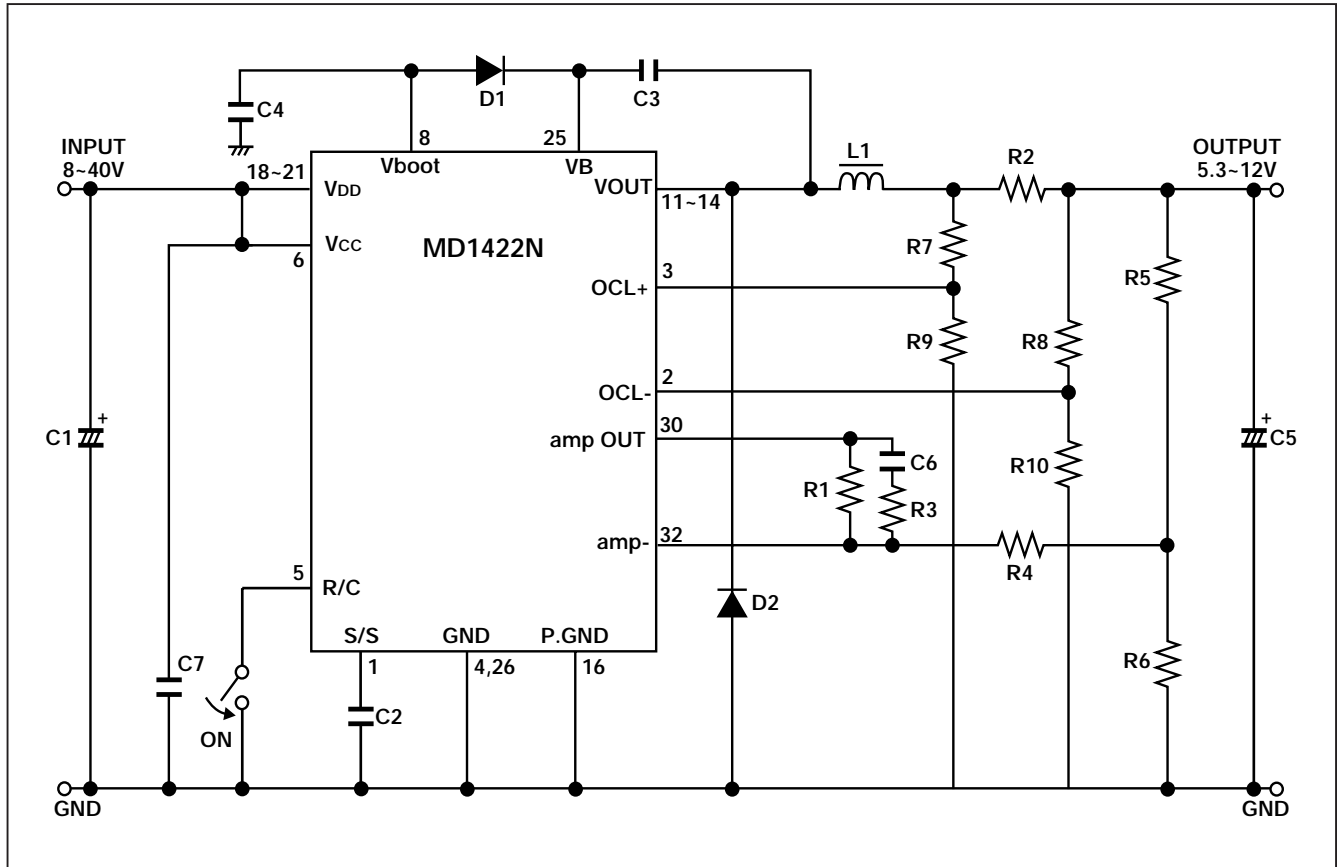 C4
D1
C3
8
25
INPUT
8~40V
18~21
Vboot
VB
L1
R2
OUTPUT
5.3~12V
VDD
VOUT
11~14
VCC
6
MD1422N
R7
3
OCL+
R5
R9
R8
2
OCL-
C1
+
30
amp OUT
C6
R1
R3
R10
+
C5
amp-
32
R4
5
R/C
D2
S/S
GND
P.GND
C7
1
4,26
16
R6
C2
ON
GND
GND